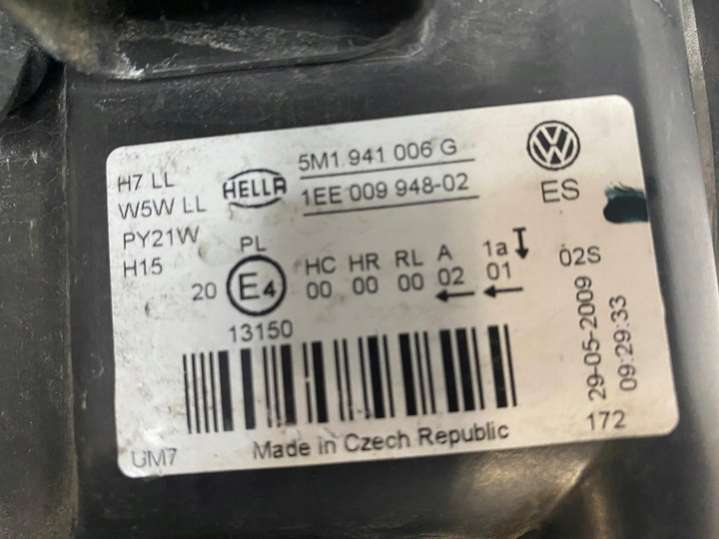 H7 LL
W5W LL
PY21W
H15
HELLA
5M1 941 006 G
1EE 009 948-02
VW
ES
PL
20 E4 HC HR RL A 1a
00 00 00 02 01
02S
13150
29-05-2009
09:29:33
172
UM7
Made in Czech Republic